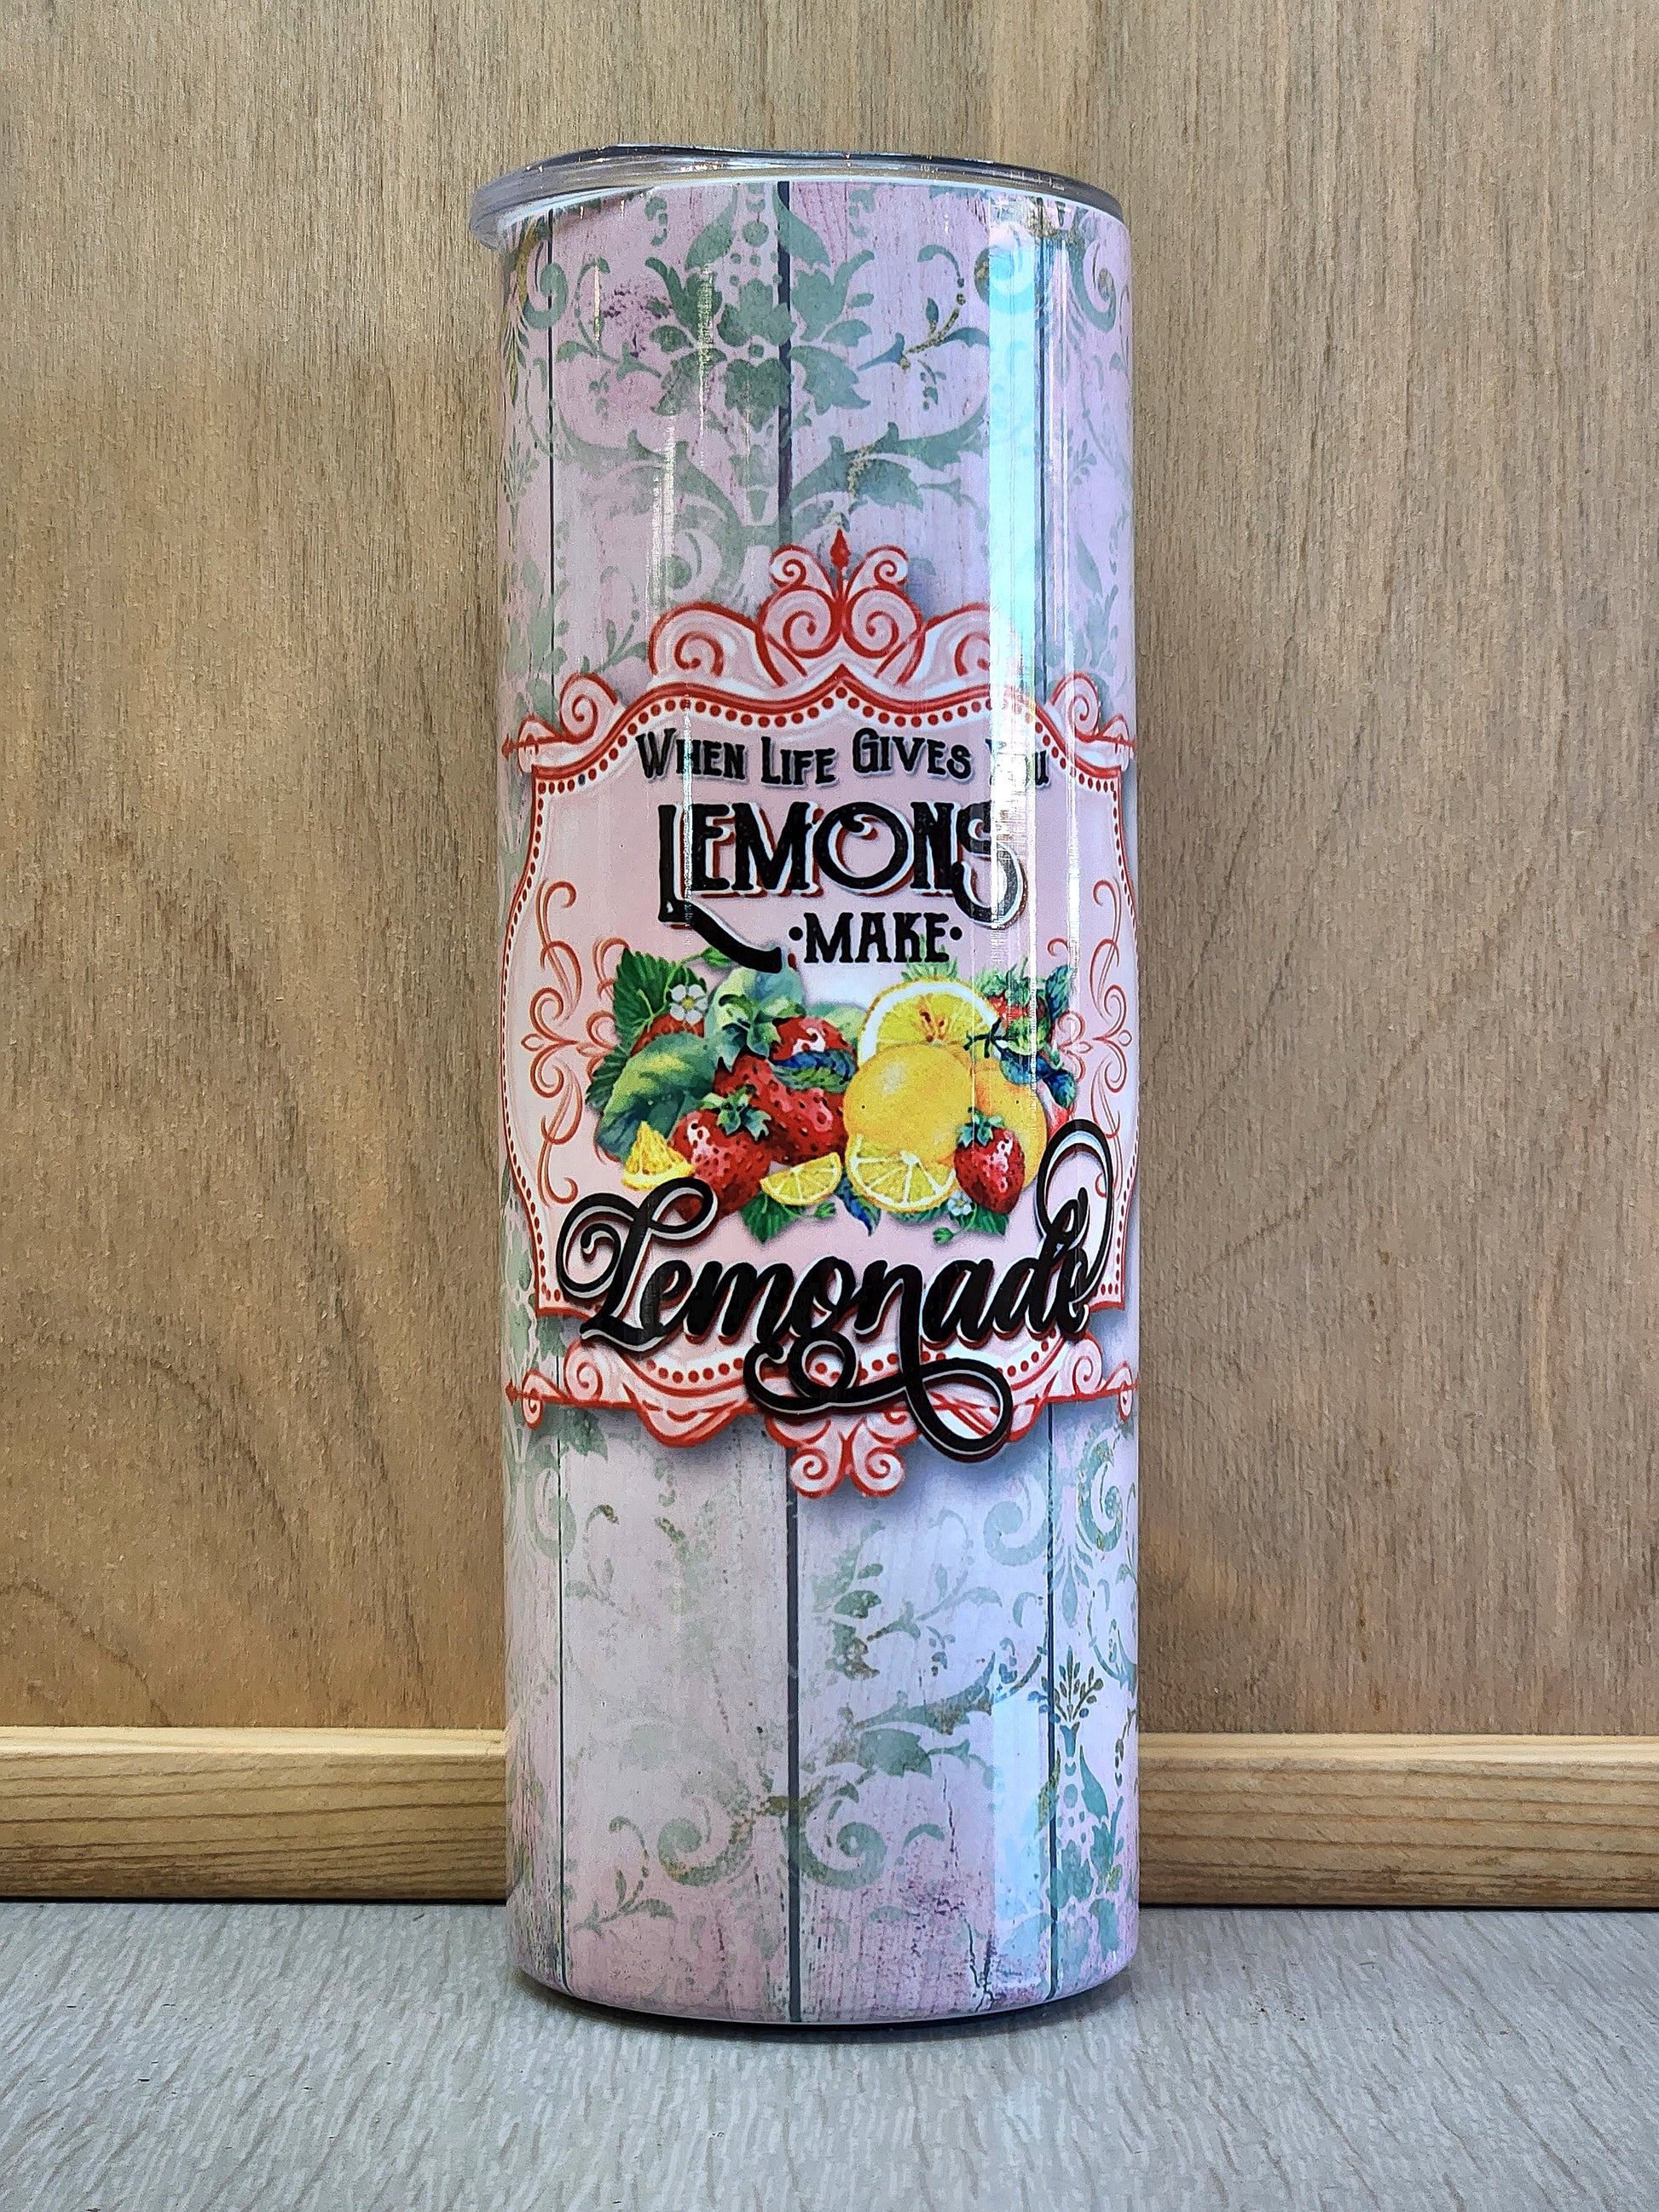 When Life Gives You
LEMONS
·MAKE·
Lemonade